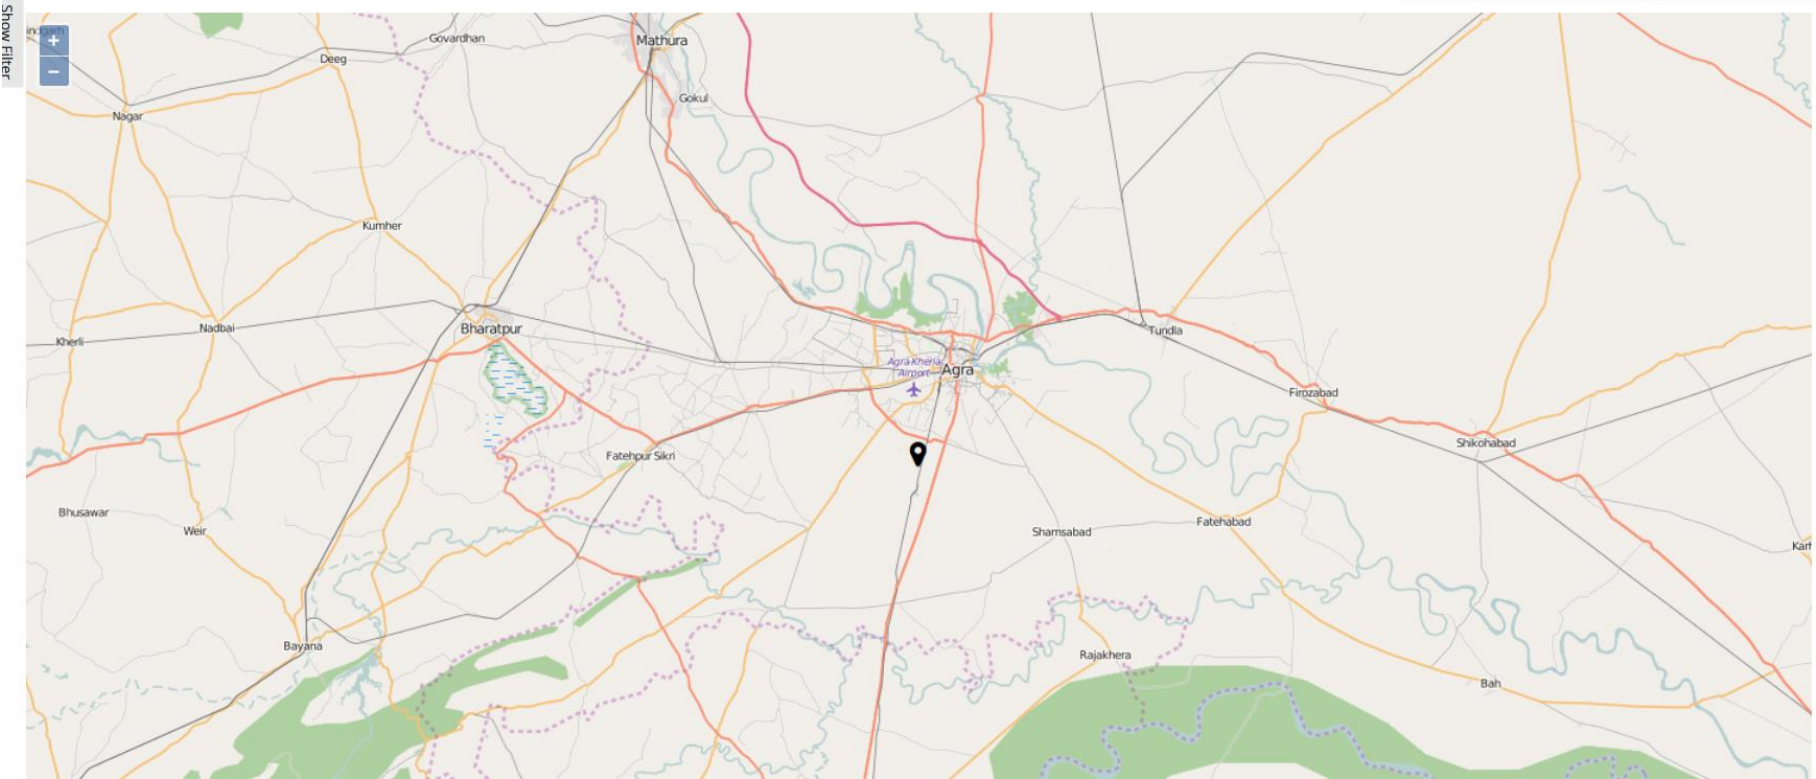 Show Filter
+
−
Govardhan
Mathura
Deeg
Gokul
Nagar
Kumher
Nadbai
Bharatpur
Kherli
Tundla
Agra Kheria
Airport
Agra
Firozabad
Shikohabad
Fatehpur Sikri
Bhusawar
Weir
Shamsabad
Fatehabad
Bayana
Rajakhera
Bah